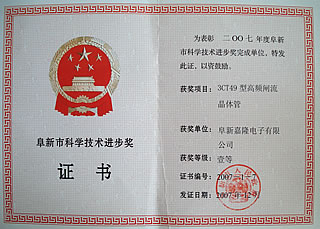 阜新市科学技术进步奖
证书
为表彰 二OO七年度阜新
市科学技术进步奖完成单位，特发
此证，以资鼓励。
获奖项目：3CT49型高频闸流
晶体管
获奖单位：阜新嘉隆电子有限
公司
获奖等级：壹等
证书编号：2007-1-
发证日期：2007.